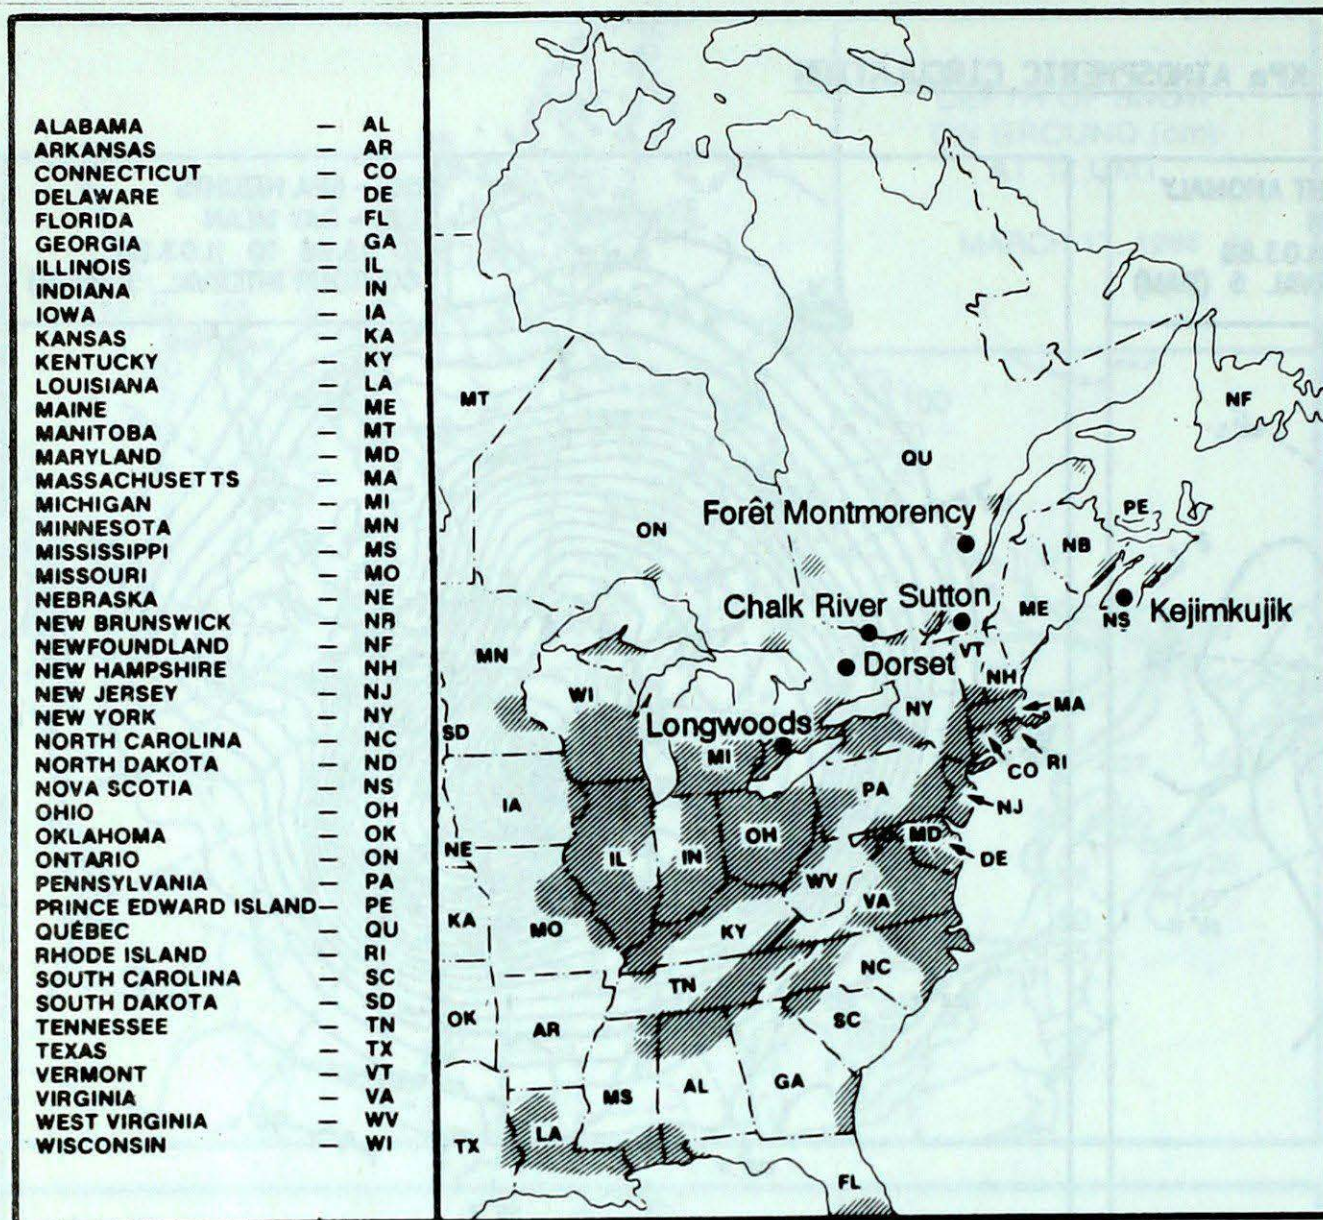 ALABAMA — AL
ARKANSAS — AR
CONNECTICUT — CO
DELAWARE — DE
FLORIDA — FL
GEORGIA — GA
ILLINOIS — IL
INDIANA — IN
IOWA — IA
KANSAS — KA
KENTUCKY — KY
LOUISIANA — LA
MAINE — ME
MANITOBA — MT
MARYLAND — MD
MASSACHUSETTS — MA
MICHIGAN — MI
MINNESOTA — MN
MISSISSIPPI — MS
MISSOURI — MO
NEBRASKA — NE
NEW BRUNSWICK — NR
NEWFOUNDLAND — NF
NEW HAMPSHIRE — NH
NEW JERSEY — NJ
NEW YORK — NY
NORTH CAROLINA — NC
NORTH DAKOTA — ND
NOVA SCOTIA — NS
OHIO — OH
OKLAHOMA — OK
ONTARIO — ON
PENNSYLVANIA — PA
PRINCE EDWARD ISLAND — PE
QUÉBEC — QU
RHODE ISLAND — RI
SOUTH CAROLINA — SC
SOUTH DAKOTA — SD
TENNESSEE — TN
TEXAS — TX
VERMONT — VT
VIRGINIA — VA
WEST VIRGINIA — WV
WISCONSIN — WI
MT
NF
QU
Forêt Montmorency
PE
ON
NB
Chalk River
Sutton
ME
NS
Kejimkujik
MN
VT
Dorset
NH
WI
NY
MA
SD
Longwoods
MI
CO
RI
IA
PA
NJ
NE
IL
IN
OH
MD
DE
WV
VA
KA
MO
KY
NC
TN
OK
AR
SC
MS
AL
GA
LA
TX
FL